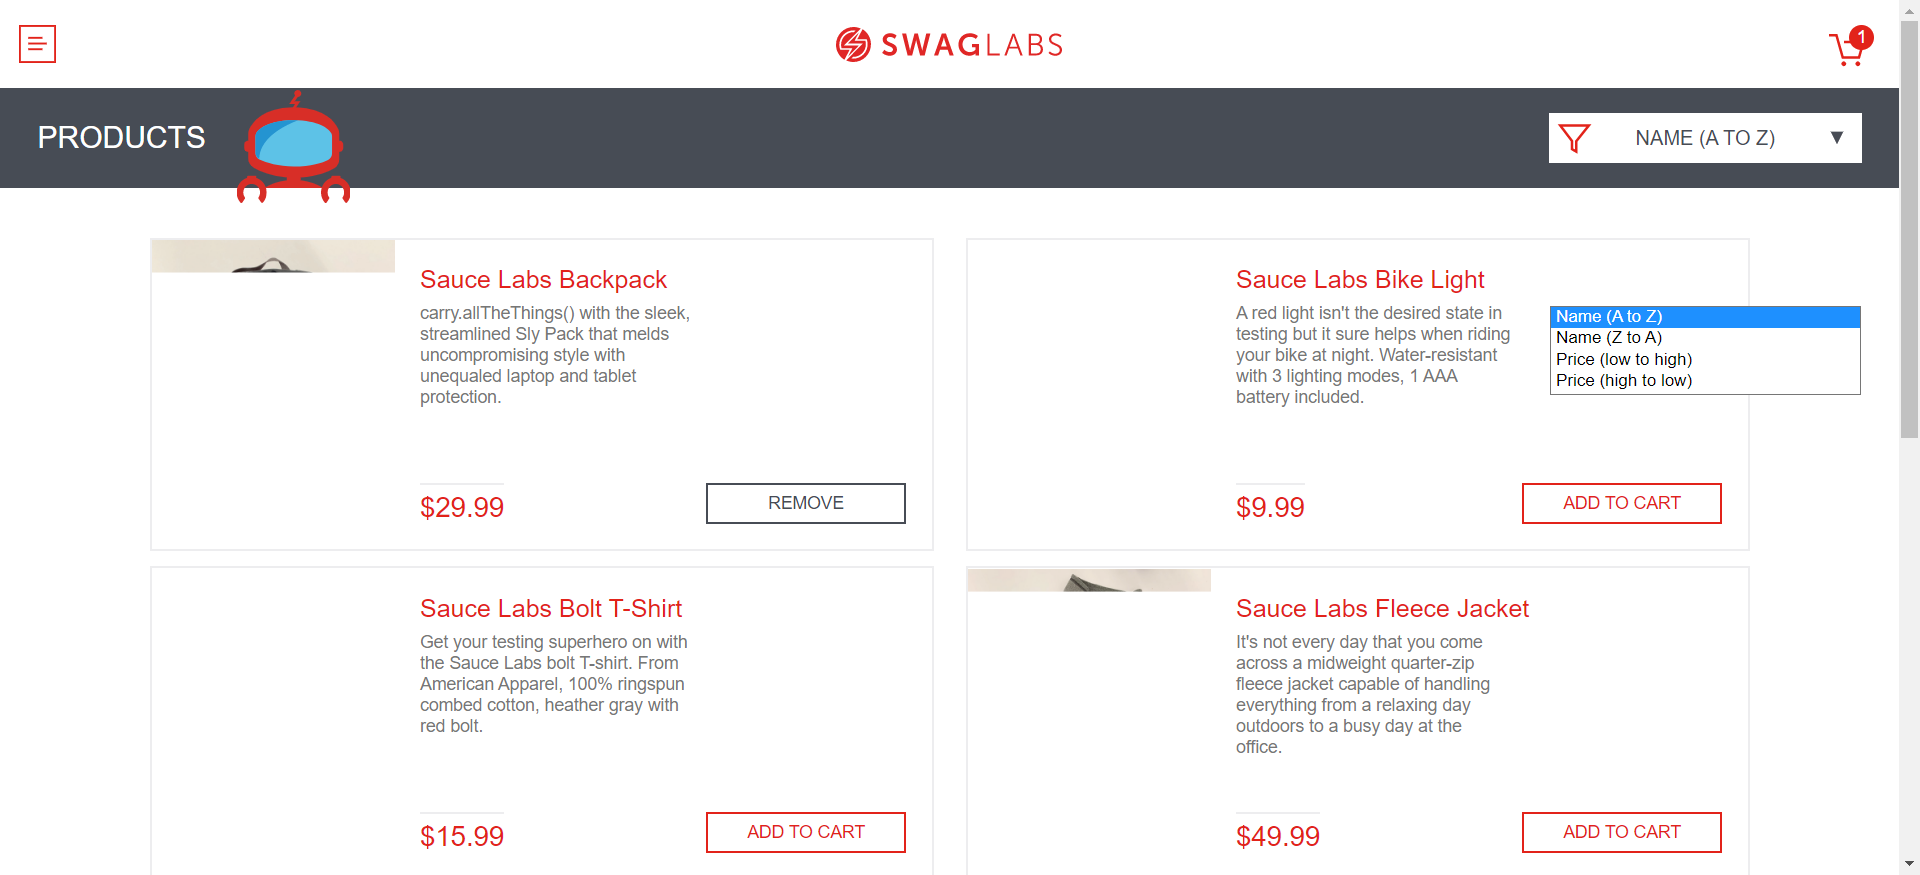 SWAGLABS
1
PRODUCTS
NAME (A TO Z) ▼
Sauce Labs Backpack
carry.allTheThings() with the sleek,
streamlined Sly Pack that melds
uncompromising style with
unequaled laptop and tablet
protection.
$29.99
REMOVE
Sauce Labs Bike Light
A red light isn't the desired state in
testing but it sure helps when riding
your bike at night. Water-resistant
with 3 lighting modes, 1 AAA
battery included.
$9.99
ADD TO CART
Name (A to Z)
Name (Z to A)
Price (low to high)
Price (high to low)
Sauce Labs Bolt T-Shirt
Get your testing superhero on with
the Sauce Labs bolt T-shirt. From
American Apparel, 100% ringspun
combed cotton, heather gray with
red bolt.
$15.99
ADD TO CART
Sauce Labs Fleece Jacket
It's not every day that you come
across a midweight quarter-zip
fleece jacket capable of handling
everything from a relaxing day
outdoors to a busy day at the
office.
$49.99
ADD TO CART